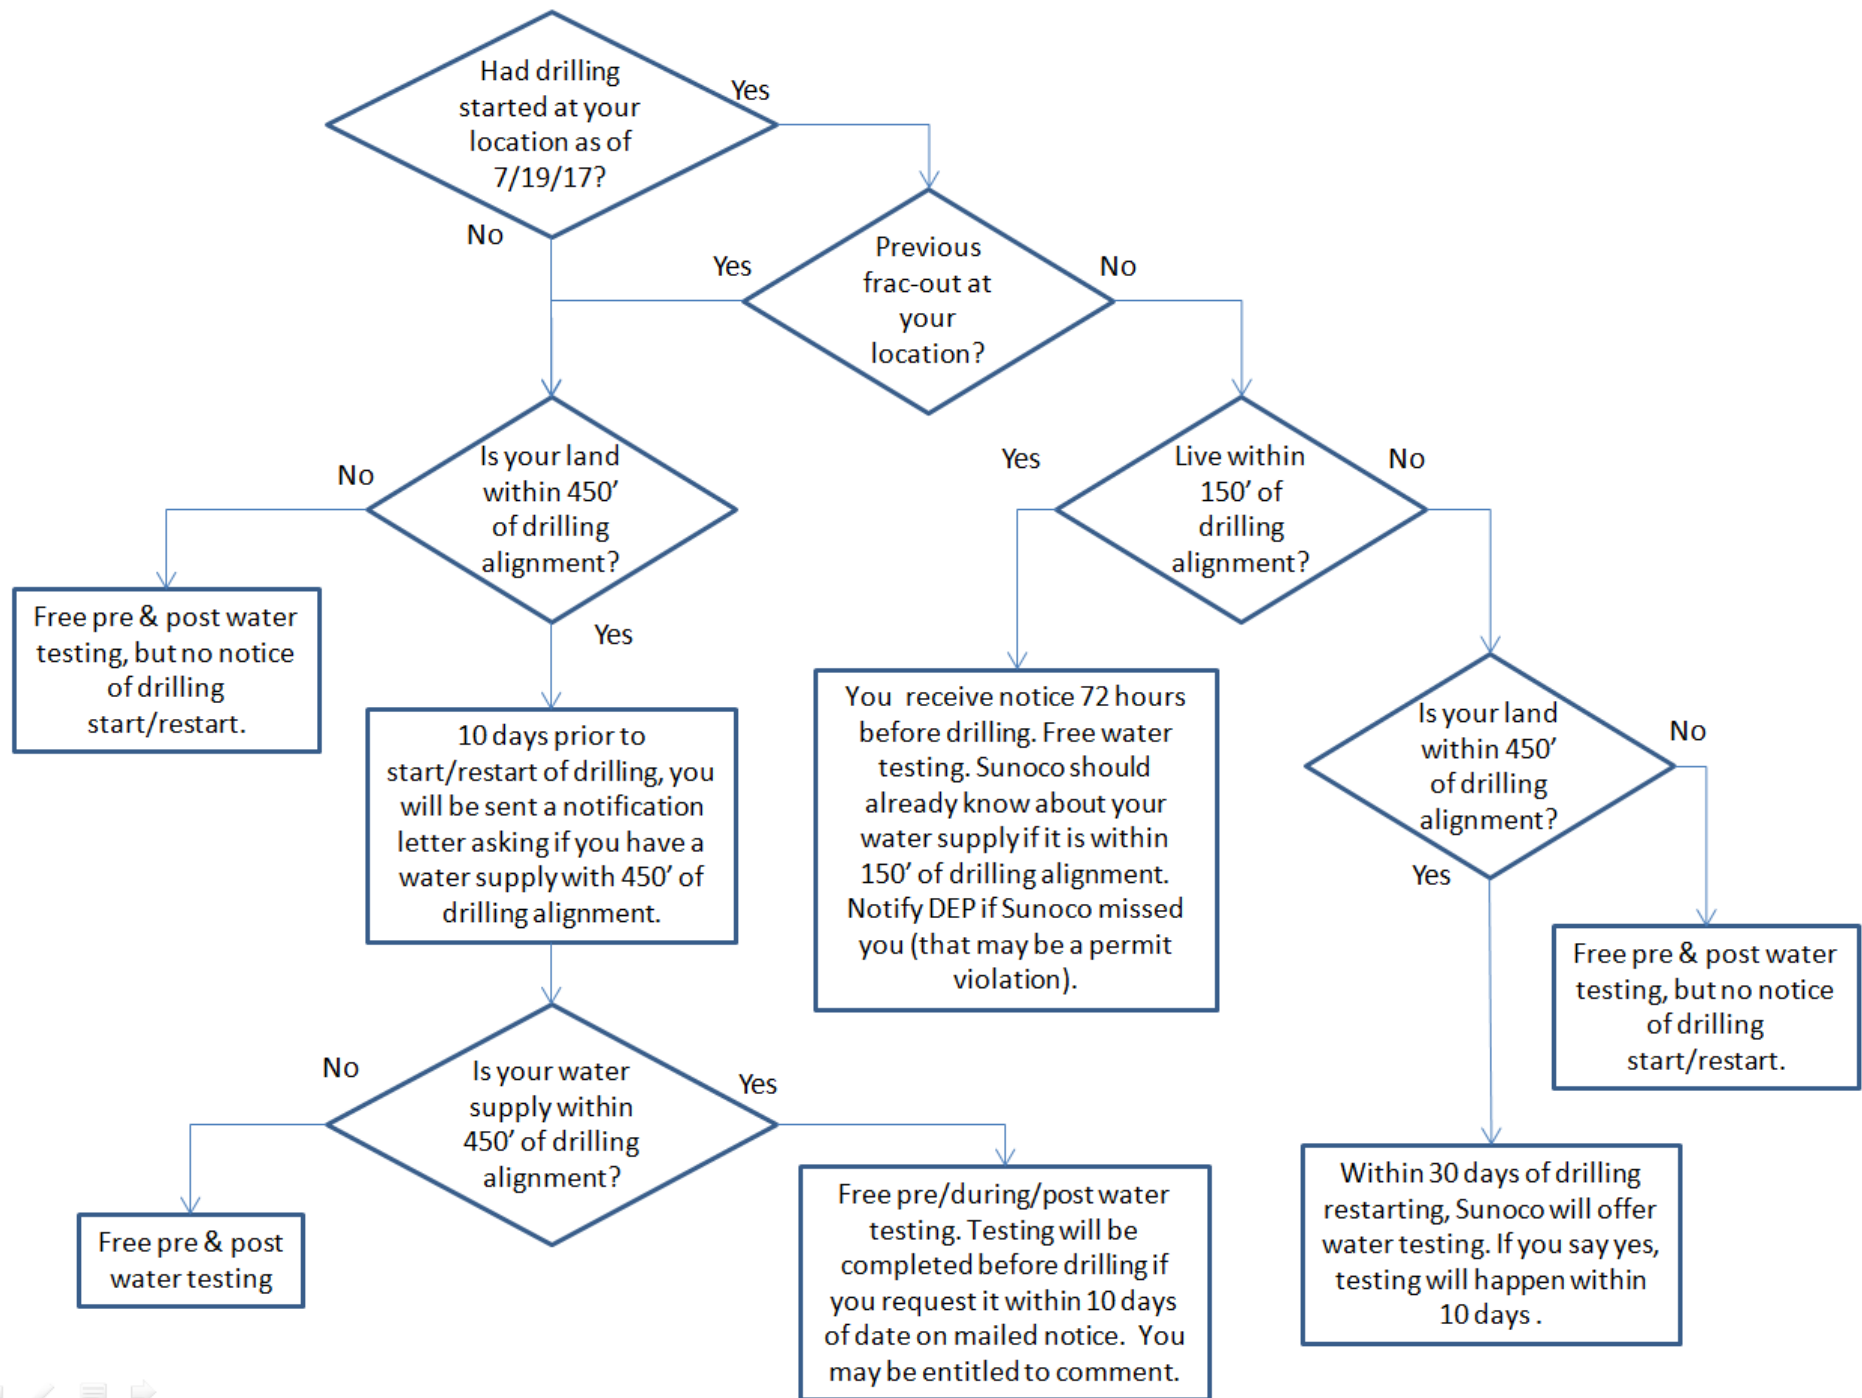 Had drilling
started at your
location as of
7/19/17?
Yes
No
Previous
frac-out at
your
location?
Yes
No
Is your land
within 450’
of drilling
alignment?
No
Yes
Live within
150’ of
drilling
alignment?
Yes
No
Free pre & post water
testing, but no notice
of drilling
start/restart.
10 days prior to
start/restart of drilling, you
will be sent a notification
letter asking if you have a
water supply with 450’ of
drilling alignment.
You receive notice 72 hours
before drilling. Free water
testing. Sunoco should
already know about your
water supply if it is within
150’ of drilling alignment.
Notify DEP if Sunoco missed
you (that may be a permit
violation).
Is your land
within 450’
of drilling
alignment?
No
Yes
Free pre & post water
testing, but no notice
of drilling
start/restart.
Is your water
supply within
450’ of drilling
alignment?
No
Yes
Free pre & post
water testing
Free pre/during/post water
testing. Testing will be
completed before drilling if
you request it within 10 days
of date on mailed notice. You
may be entitled to comment.
Within 30 days of drilling
restarting, Sunoco will offer
water testing. If you say yes,
testing will happen within
10 days .